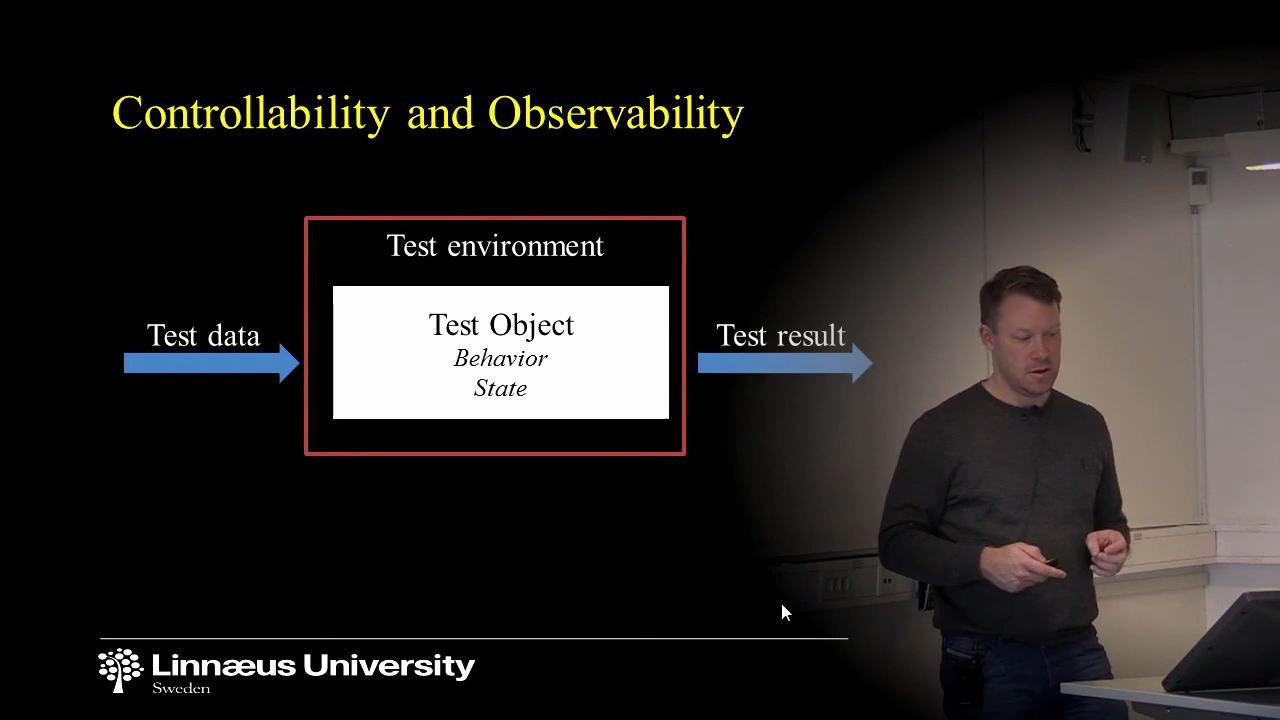 Controllability and Observability
Test environment
Test data
Test Object
Behavior
State
Test result
Linnæus University
Sweden